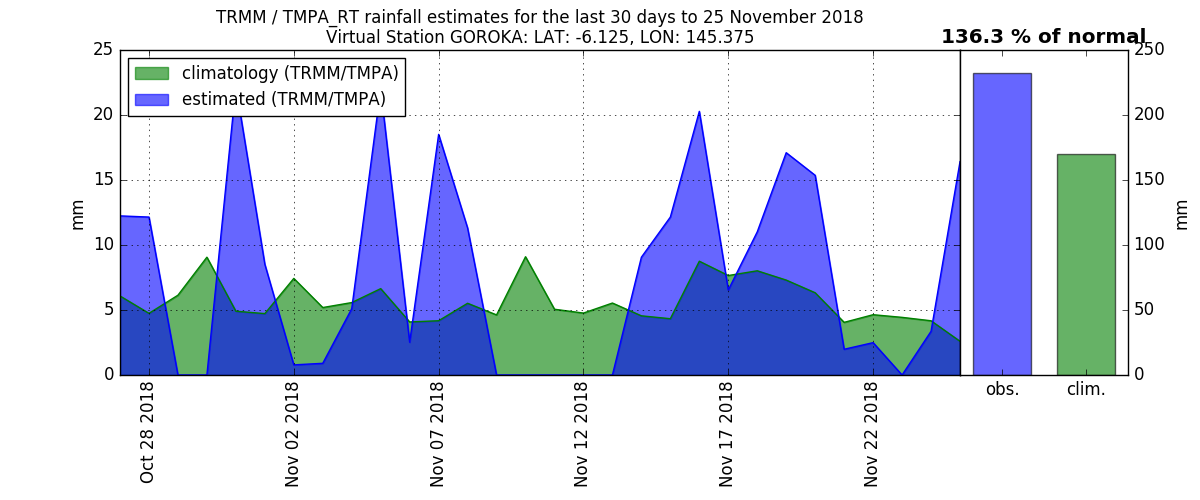 TRMM / TMPA_RT rainfall estimates for the last 30 days to 25 November 2018
Virtual Station GOROKA: LAT: -6.125, LON: 145.375
136.3 % of normal
climatology (TRMM/TMPA)
estimated (TRMM/TMPA)
25
20
15
10
5
0
mm
Oct 28 2018
Nov 02 2018
Nov 07 2018
Nov 12 2018
Nov 17 2018
Nov 22 2018
250
200
150
100
50
0
mm
obs.
clim.